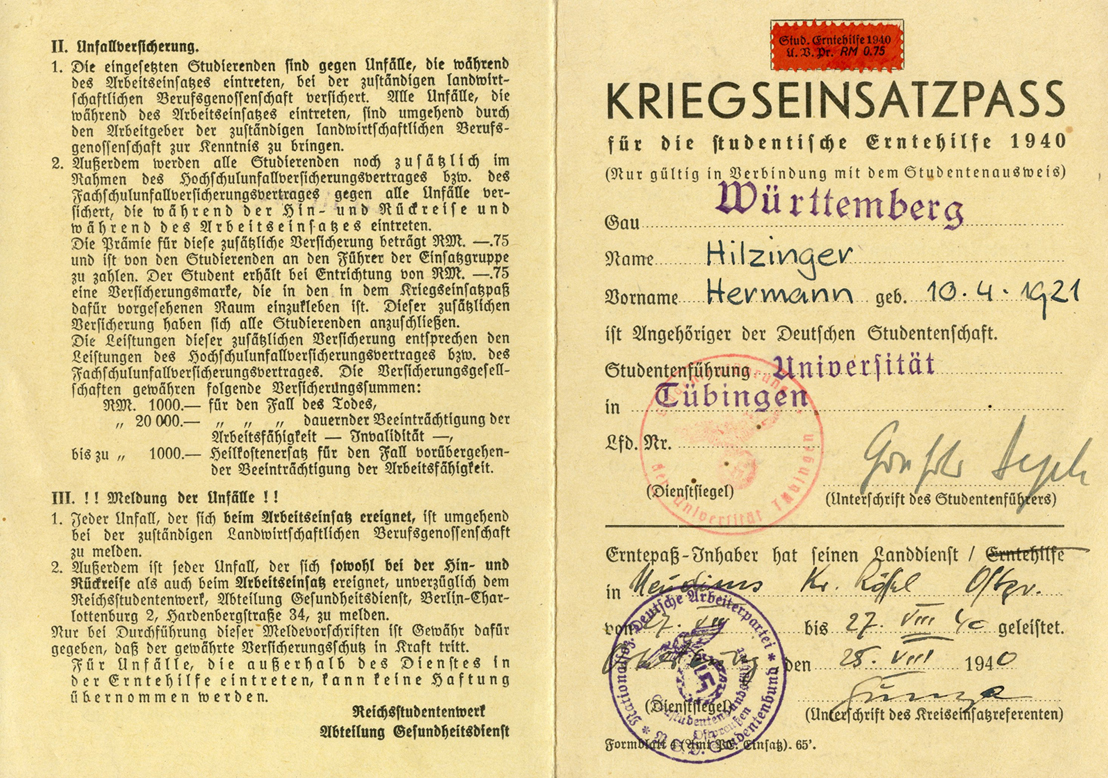 II. Unfallversicherung.
1. Die eingesetzten Studierenden sind gegen Unfälle, die während
des Arbeitseinsatzes eintreten, bei der zuständigen landwirt-
schaftlichen Berufsgenossenschaft versichert. Alle Unfälle, die
während des Arbeitseinsatzes eintreten, sind umgehend durch
den Arbeitgeber der zuständigen landwirtschaftlichen Berufs-
genossenschaft zur Kenntnis zu bringen.
2. Außerdem werden alle Studierenden noch zusätzlich im
Rahmen des Hochschulunfallversicherungsvertrages bzw. des
Fachschulunfallversicherungsvertrages gegen alle Unfälle ver-
sichert, die während der Hin- und Rückreise und
während des Arbeitseinsatzes eintreten.
Die Prämie für diese zusätzliche Versicherung beträgt RM. —.75
und ist von den Studierenden an den Führer der Einsatzgruppe
zu zahlen. Der Student erhält bei Entrichtung von RM. —.75
eine Versicherungsmarke, die in den in dem Kriegseinsatzpaß
dafür vorgesehenen Raum einzukleben ist. Dieser zusätzlichen
Versicherung haben sich alle Studierenden anzuschließen.
Die Leistungen dieser zusätzlichen Versicherung entsprechen den
Leistungen des Hochschulunfallversicherungsvertrages bzw. des
Fachschulunfallversicherungsvertrages. Die Versicherungsgesell-
schaften gewähren folgende Versicherungssummen:
RM. 1000.— für den Fall des Todes,
„ 20 000.— „ „ „ dauernder Beeinträchtigung der
Arbeitsfähigkeit — Invalidität —,
bis zu „ 1000.— Heilkostenersatz für den Fall vorübergehen-
der Beeinträchtigung der Arbeitsfähigkeit.
III. !! Meldung der Unfälle !!
1. Jeder Unfall, der sich beim Arbeitseinsatz ereignet, ist umgehend
bei der zuständigen Landwirtschaftlichen Berufsgenossenschaft
zu melden.
2. Außerdem ist jeder Unfall, der sich sowohl bei der Hin- und
Rückreise als auch beim Arbeitseinsatz ereignet, unverzüglich dem
Reichsstudentenwerk, Abteilung Gesundheitsdienst, Berlin-Char-
lottenburg 2, Hardenbergstraße 34, zu melden.
Nur bei Durchführung dieser Meldevorschriften ist Gewähr dafür
gegeben, daß der gewährte Versicherungsschutz in Kraft tritt.
Für Unfälle, die außerhalb des Dienstes in
der Erntehilfe eintreten, kann keine Haftung
übernommen werden.
Reichsstudentenwerk
Abteilung Gesundheitsdienst
Stud. Erntehilfe 1940
U. V. Pr. RM 0.75
KRIEGSEINSATZPASS
für die studentische Erntehilfe 1940
(Nur gültig in Verbindung mit dem Studentenausweis)
Gau Württemberg
Name Hilzinger
Vorname Hermann geb. 10.4.1921
ist Angehöriger der Deutschen Studentenschaft.
Studentenführung Universität
in Tübingen
Lfd. Nr.
der Universität Tübingen
(Dienstsiegel) (Unterschrift des Studentenführers)
Erntepaß-Inhaber hat seinen Landdienst / Erntehilfe
in Kr. Rößel Ostpr.
von 27. VII bis 27. VIII 40 geleistet.
den 28. VIII 1940
Nationalsoz. Deutsche Arbeiterpartei
N.S.D. Studentenbund
Ostpreußen
(Dienstsiegel) (Unterschrift des Kreiseinsatzreferenten)
Formblatt Einsatz). 65'.